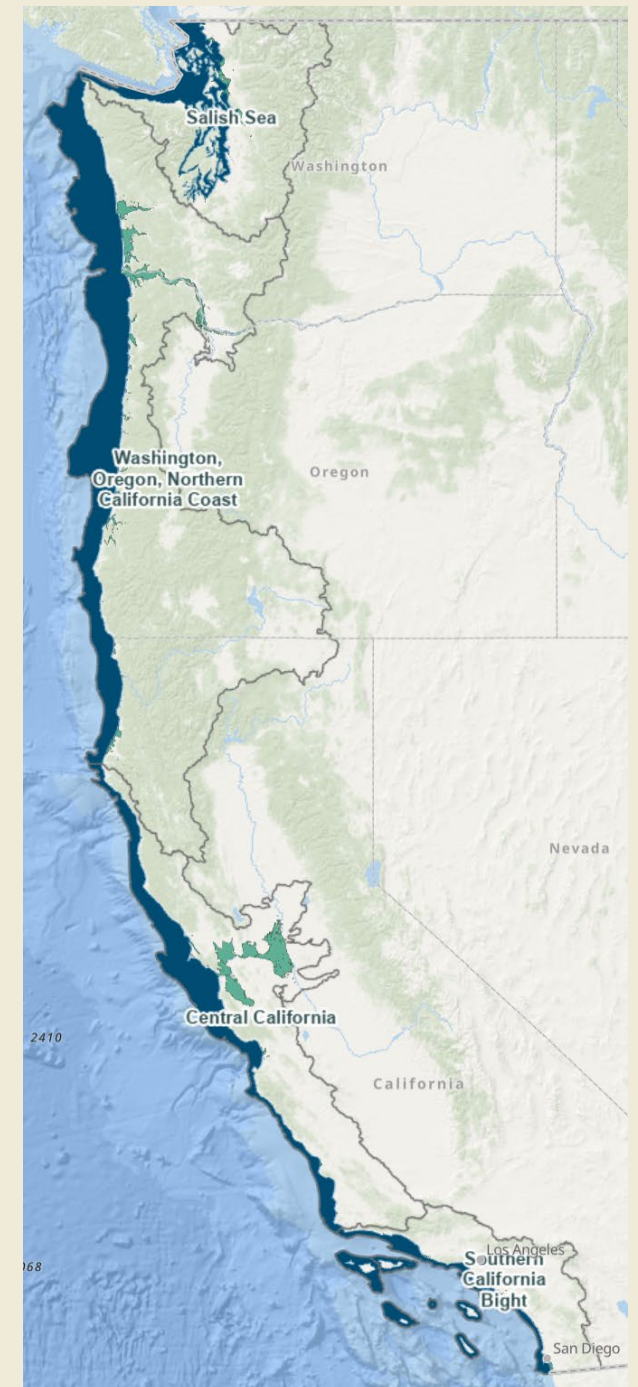 Salish Sea
Washington
Washington,
Oregon, Northern
California Coast
Oregon
Nevada
Central California
2410
California
068
Los Angeles
Southern
California
Bight
San Diego